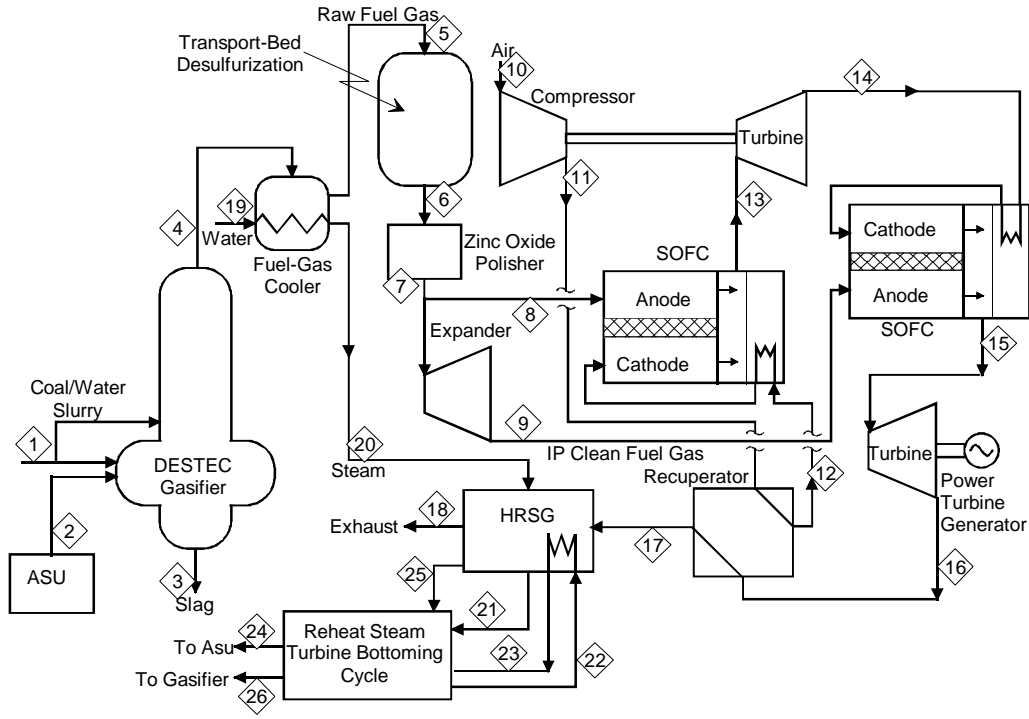 Raw Fuel Gas
5
Transport-Bed
Desulfurization
Air
10
Compressor
14
Turbine
11
13
6
19
Water
4
Fuel-Gas
Cooler
Zinc Oxide
Polisher
7
SOFC
Cathode
Anode
SOFC
Anode
Cathode
8
Expander
15
Coal/Water
Slurry
1
DESTEC
Gasifier
9
IP Clean Fuel Gas
20
Steam
Recuperator
12
Turbine
Power
Turbine
Generator
2
18
Exhaust
HRSG
17
16
ASU
3
Slag
25
21
To Asu
24
Reheat Steam
Turbine Bottoming
Cycle
23
22
To Gasifier
26